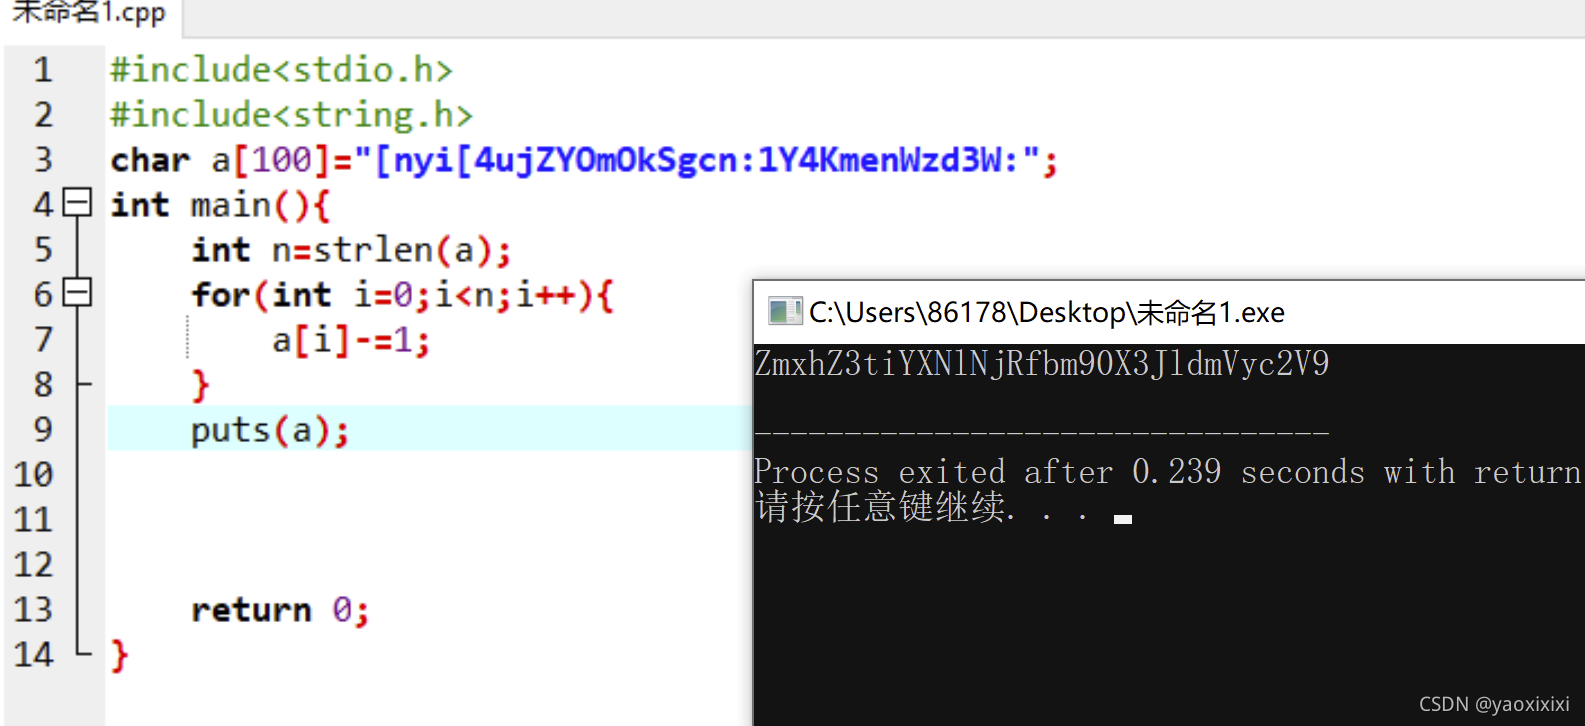 未命名1.cpp
1 #include<stdio.h>
2 #include<string.h>
3 char a[100]="[nyi[4ujZYOmOkSgcn:1Y4KmenWzd3W:";
4 int main(){
5 int n=strlen(a);
6 for(int i=0;i<n;i++){
7 a[i]-=1;
8 }
9 puts(a);
10
11
12
13 return 0;
14 }
C:\Users\86178\Desktop\未命名1.exe
ZmxhZ3tiYXNlNjRfbm90X3JldmVyc2V9
--------------------------------
Process exited after 0.239 seconds with return
请按任意键继续. . .
CSDN @yaoxixixi